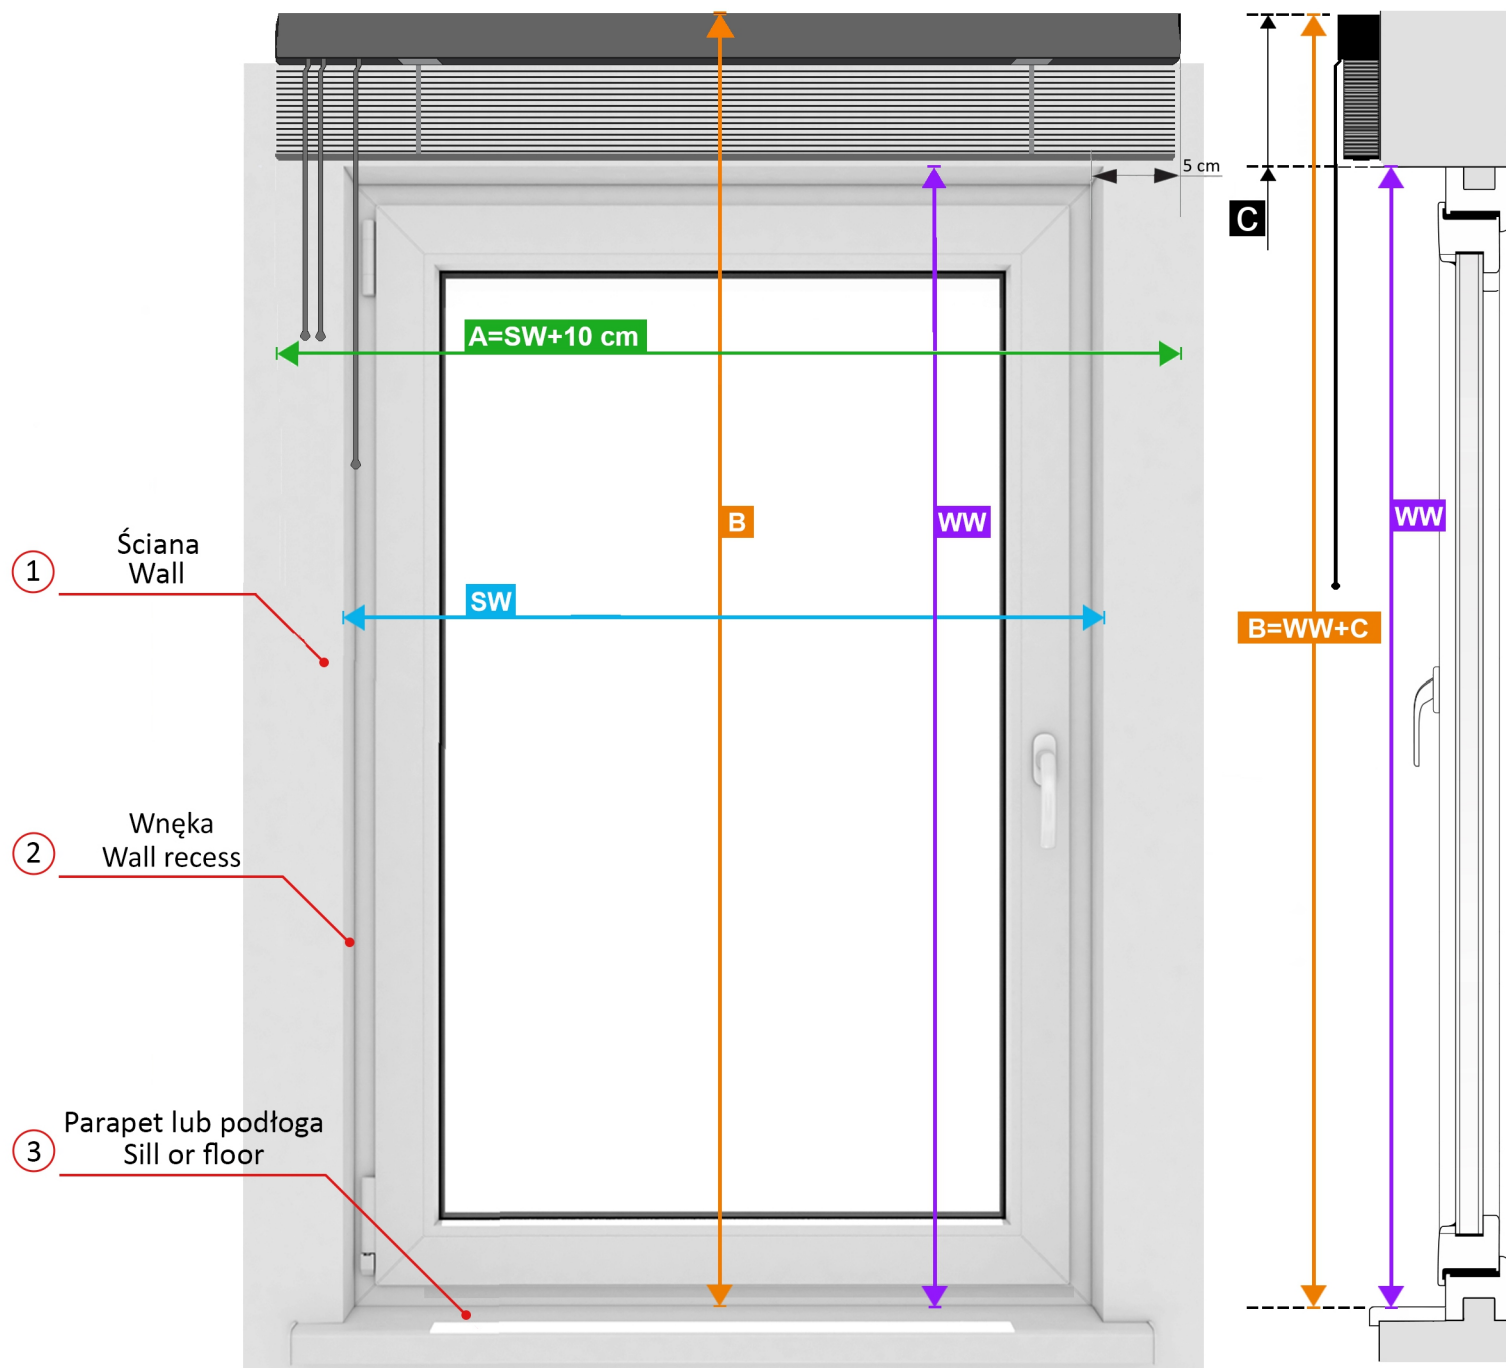 5 cm
C
A=SW+10 cm
B
WW
WW
Ściana
Wall
1
SW
B=WW+C
Wnęka
Wall recess
2
Parapet lub podłoga
Sill or floor
3